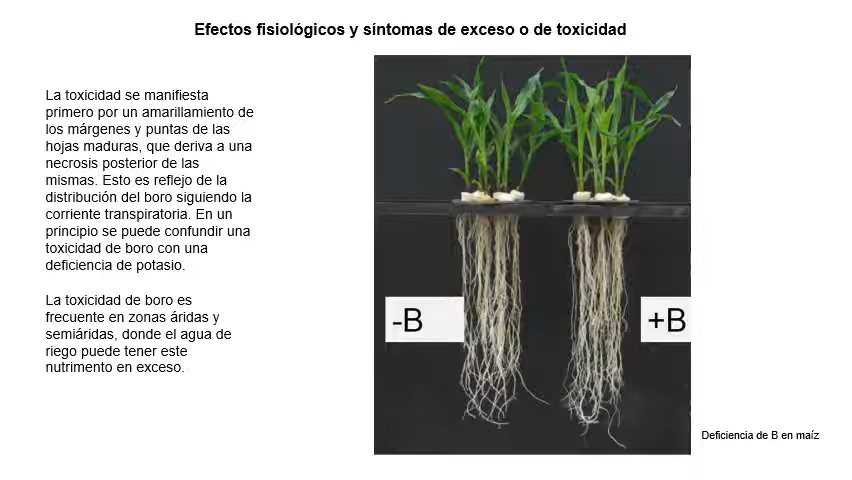 Efectos fisiológicos y síntomas de exceso o de toxicidad
La toxicidad se manifiesta
primero por un amarillamiento de
los márgenes y puntas de las
hojas maduras, que deriva a una
necrosis posterior de las
mismas. Esto es reflejo de la
distribución del boro siguiendo la
corriente transpiratoria. En un
principio se puede confundir una
toxicidad de boro con una
deficiencia de potasio.
La toxicidad de boro es
frecuente en zonas áridas y
semiáridas, donde el agua de
riego puede tener este
nutrimento en exceso.
-B
+B
Deficiencia de B en maíz